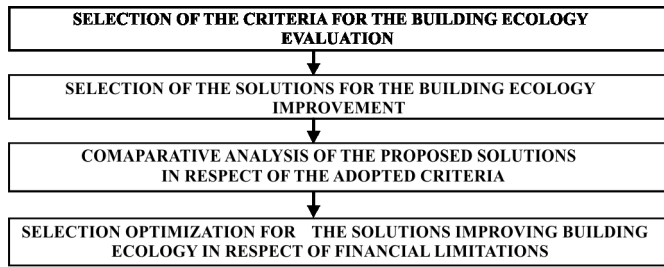 SELECTION OF THE CRITERIA FOR THE BUILDING ECOLOGY
EVALUATION
SELECTION OF THE SOLUTIONS FOR THE BUILDING ECOLOGY
IMPROVEMENT
COMAPARATIVE ANALYSIS OF THE PROPOSED SOLUTIONS
IN RESPECT OF THE ADOPTED CRITERIA
SELECTION OPTIMIZATION FOR THE SOLUTIONS IMPROVING BUILDING
ECOLOGY IN RESPECT OF FINANCIAL LIMITATIONS